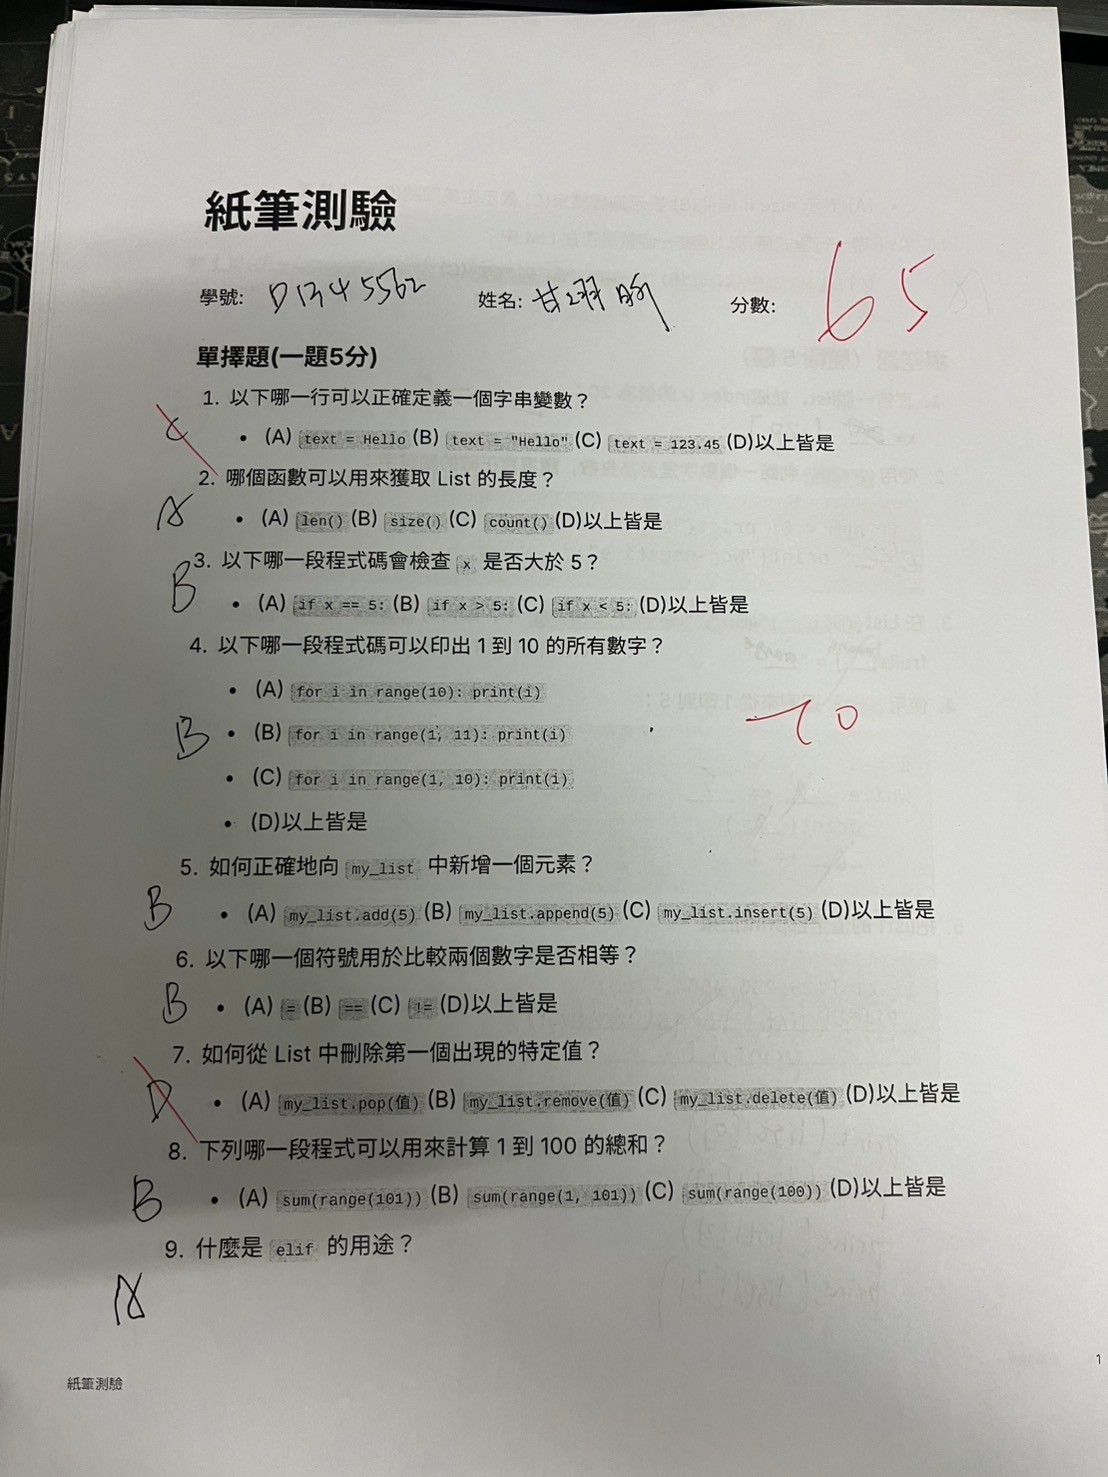 紙筆測驗
學號: D1345562 姓名: 甘翊昕 分數: 65
單擇題(一題5分)
1. 以下哪一行可以正確定義一個字串變數？
C • (A) text = Hello (B) text = "Hello" (C) text = 123.45 (D)以上皆是
2. 哪個函數可以用來獲取 List 的長度？
A • (A) len() (B) size() (C) count() (D)以上皆是
3. 以下哪一段程式碼會檢查 x 是否大於 5？
B • (A) if x == 5: (B) if x > 5: (C) if x < 5: (D)以上皆是
4. 以下哪一段程式碼可以印出 1 到 10 的所有數字？
• (A) for i in range(10): print(i)
B • (B) for i in range(1, 11): print(i)
-10
• (C) for i in range(1, 10): print(i)
• (D)以上皆是
5. 如何正確地向 my_list 中新增一個元素？
B • (A) my_list.add(5) (B) my_list.append(5) (C) my_list.insert(5) (D)以上皆是
6. 以下哪一個符號用於比較兩個數字是否相等？
B • (A) = (B) == (C) != (D)以上皆是
7. 如何從 List 中刪除第一個出現的特定值？
D • (A) my_list.pop(值) (B) my_list.remove(值) (C) my_list.delete(值) (D)以上皆是
8. 下列哪一段程式可以用來計算 1 到 100 的總和？
B • (A) sum(range(101)) (B) sum(range(1, 101)) (C) sum(range(100)) (D)以上皆是
9. 什麼是 elif 的用途？
A
紙筆測驗
1